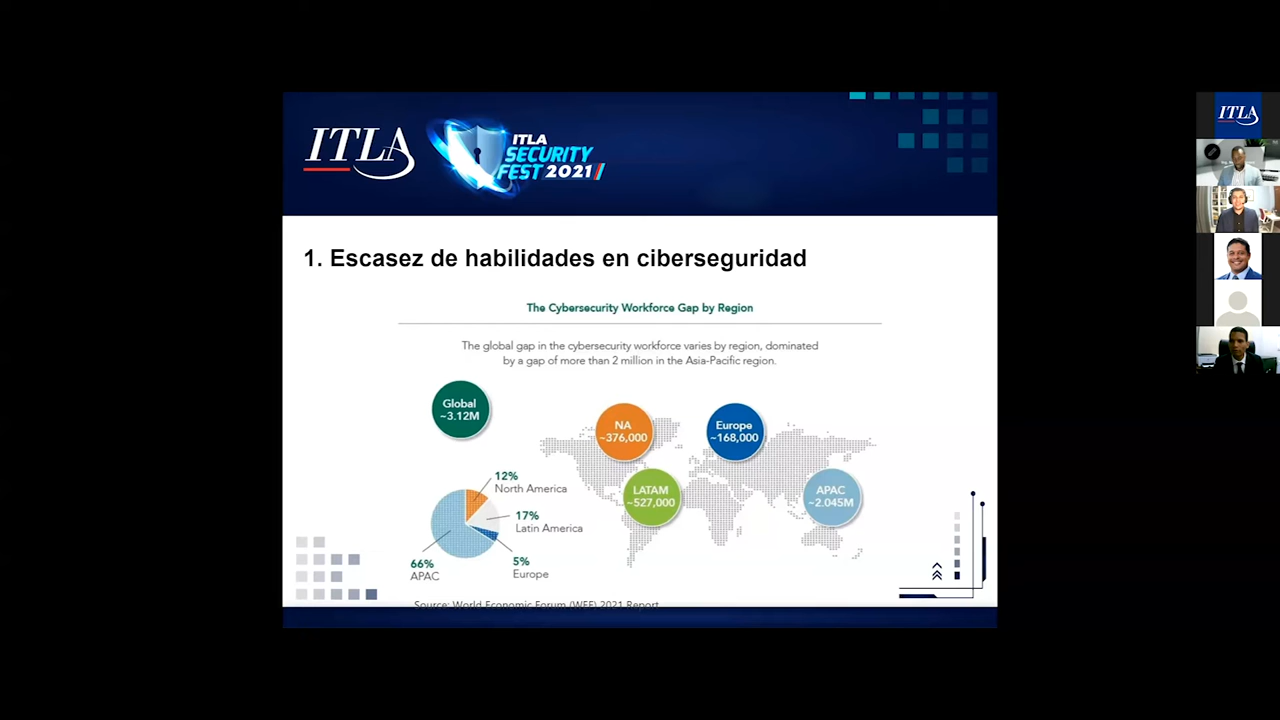 ITLA
ITLA
SECURITY
FEST 2021
ITLA
1. Escasez de habilidades en ciberseguridad
The Cybersecurity Workforce Gap by Region
The global gap in the cybersecurity workforce varies by region, dominated
by a gap of more than 2 million in the Asia-Pacific region.
Global
~3.12M
NA
~376,000
Europe
~168,000
LATAM
~527,000
APAC
~2.045M
12%
North America
17%
Latin America
5%
Europe
66%
APAC
Source: World Economic Forum (WEF) 2021 Report